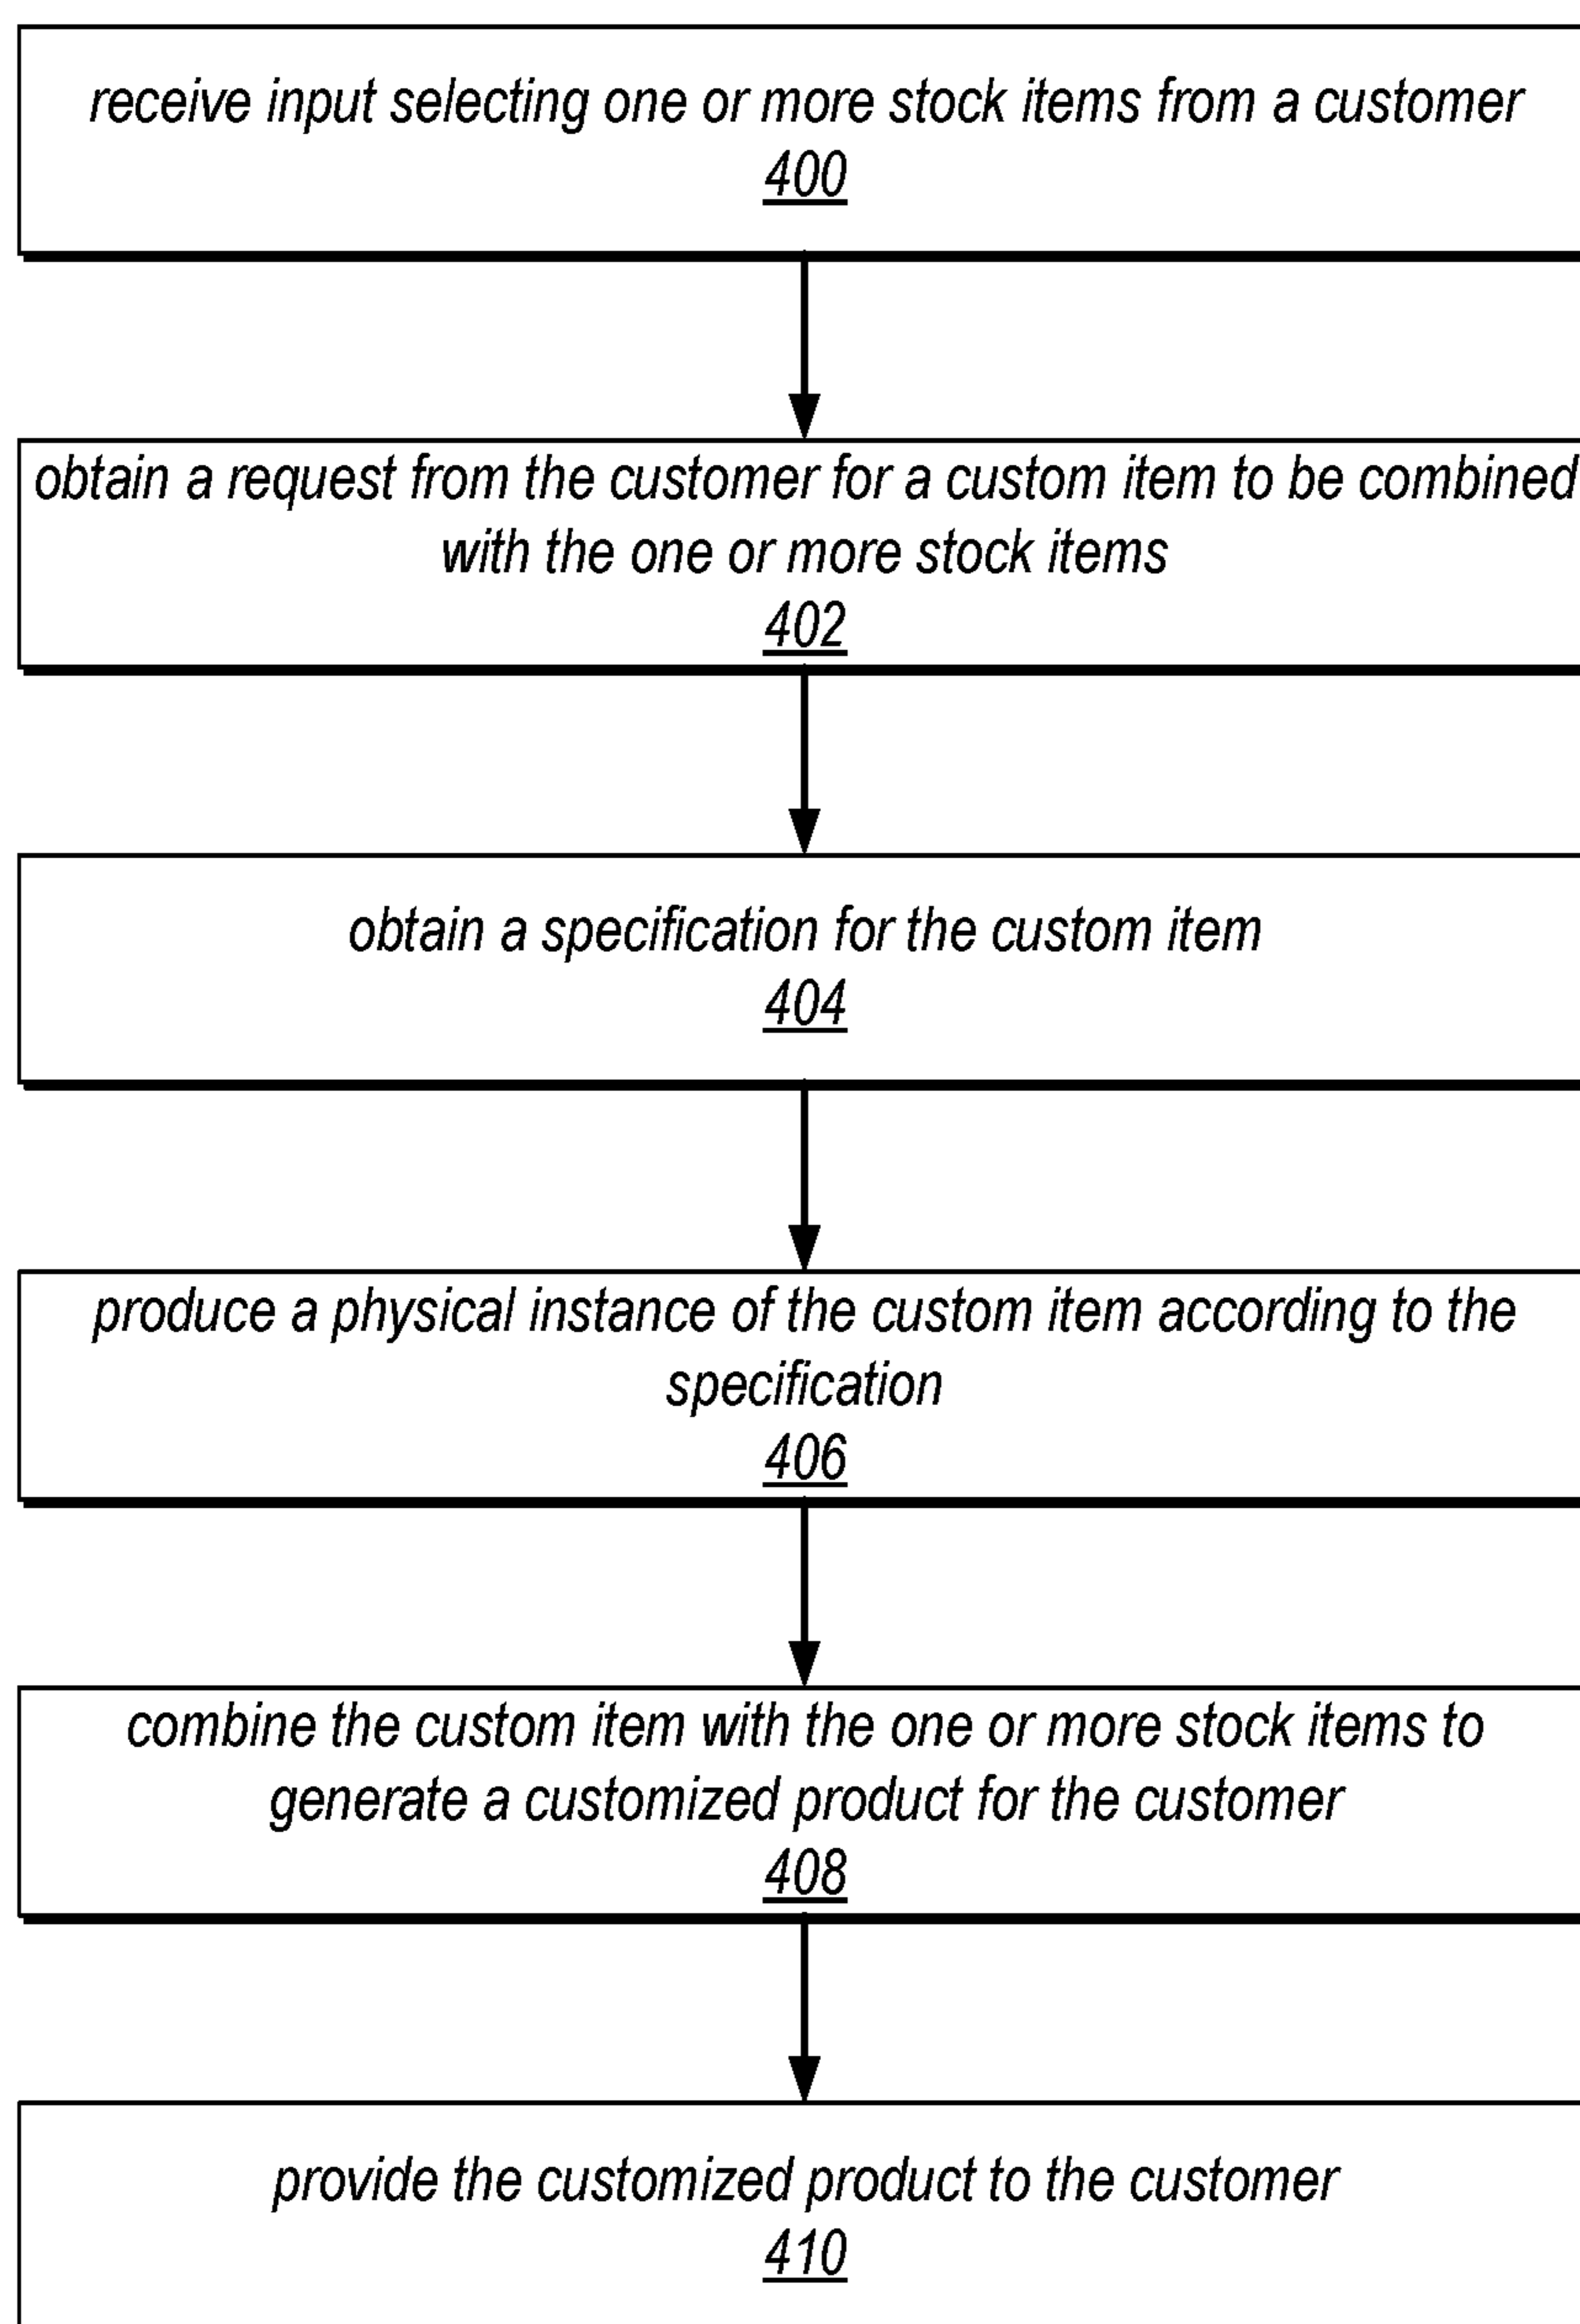 receive input selecting one or more stock items from a customer
400
obtain a request from the customer for a custom item to be combined
with the one or more stock items
402
obtain a specification for the custom item
404
produce a physical instance of the custom item according to the
specification
406
combine the custom item with the one or more stock items to
generate a customized product for the customer
408
provide the customized product to the customer
410